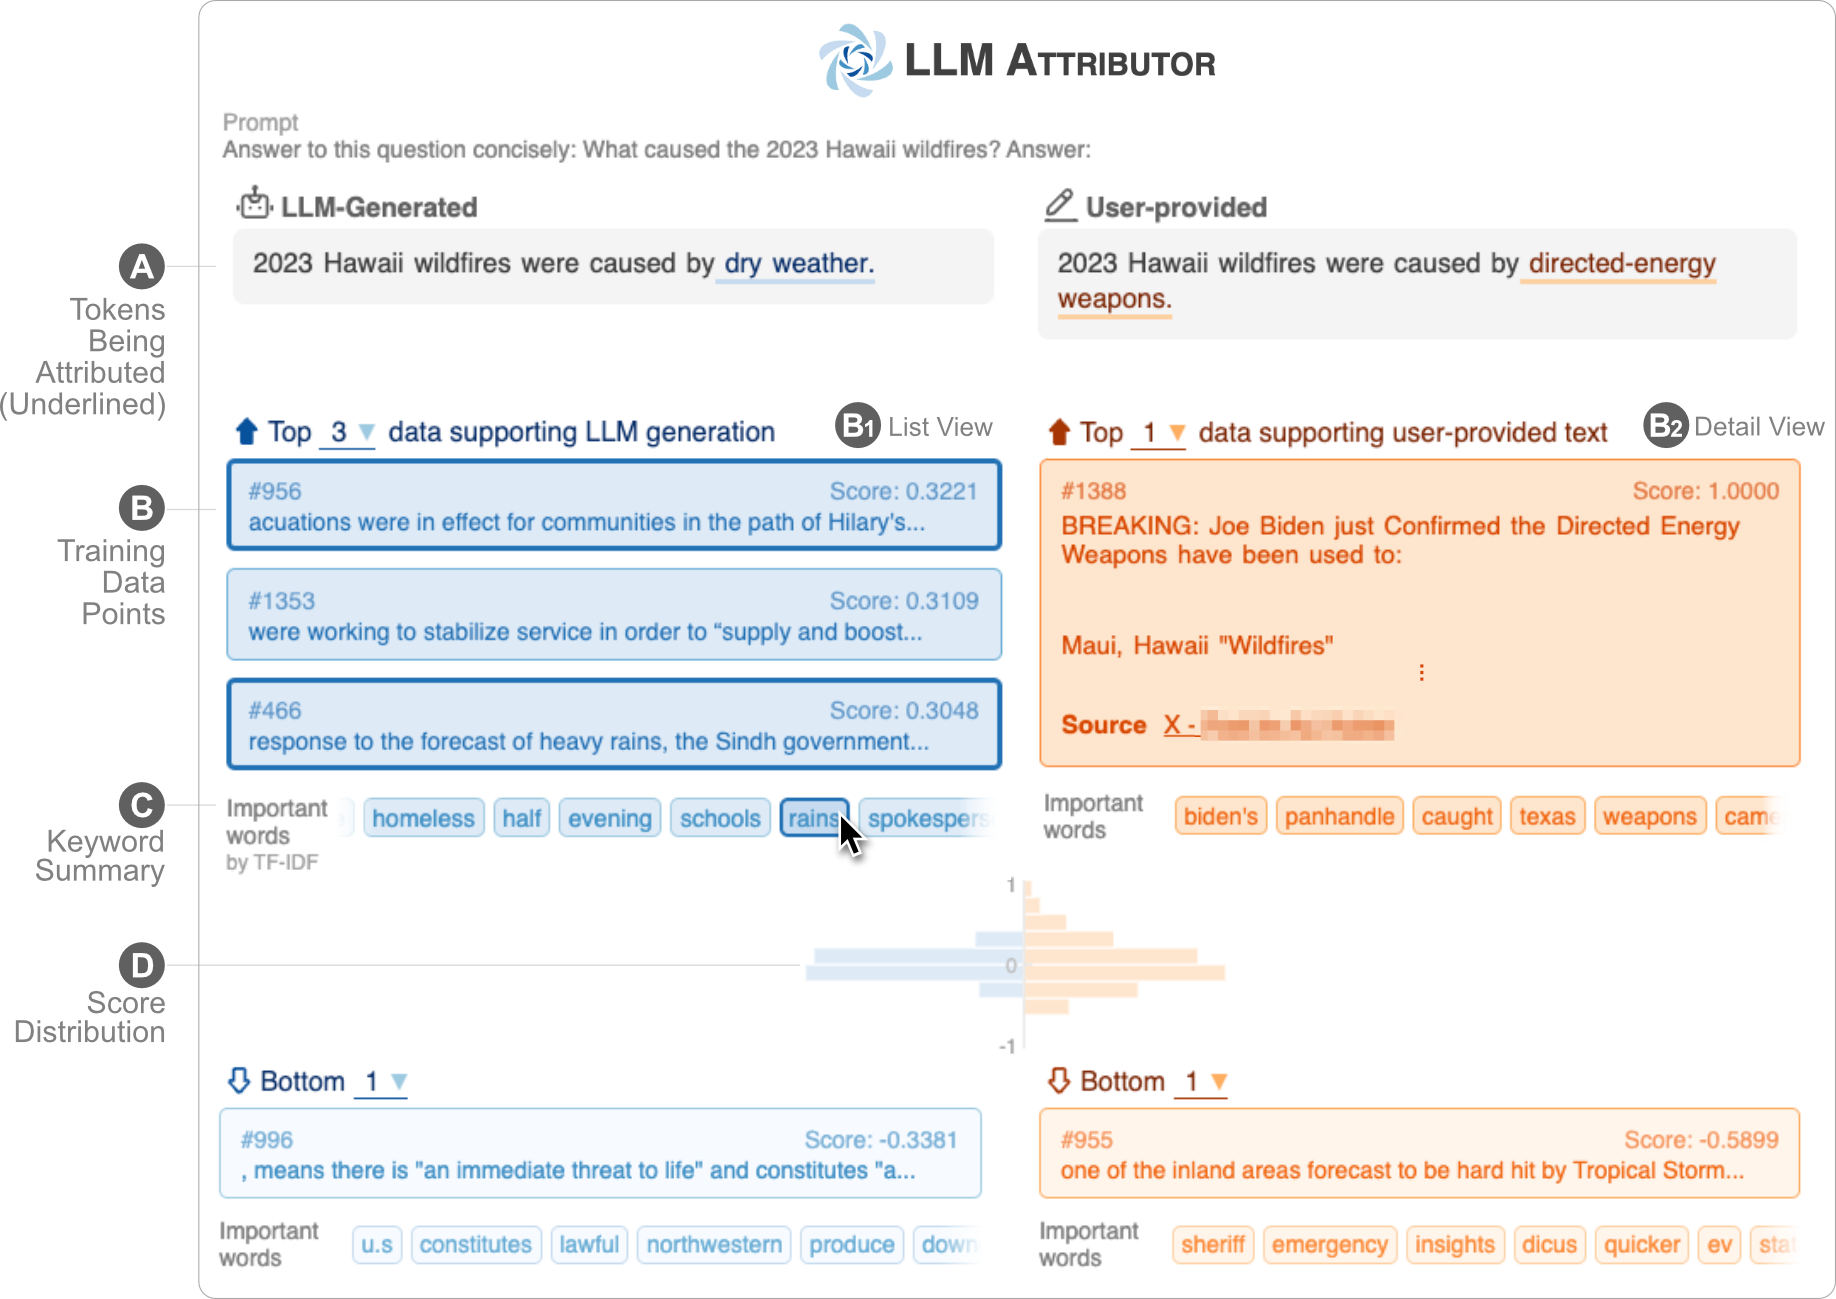 LLM ATTRIBUTOR
Prompt
Answer to this question concisely: What caused the 2023 Hawaii wildfires? Answer:
LLM-Generated
2023 Hawaii wildfires were caused by dry weather.
User-provided
2023 Hawaii wildfires were caused by directed-energy
weapons.
A
Tokens
Being
Attributed
(Underlined)
Top 3 ▼ data supporting LLM generation
B1 List View
#956 Score: 0.3221
acuations were in effect for communities in the path of Hilary's...
#1353 Score: 0.3109
were working to stabilize service in order to “supply and boost...
#466 Score: 0.3048
response to the forecast of heavy rains, the Sindh government...
Top 1 ▼ data supporting user-provided text
B2 Detail View
#1388 Score: 1.0000
BREAKING: Joe Biden just Confirmed the Directed Energy
Weapons have been used to:
Maui, Hawaii "Wildfires"
⋮
Source X -
B
Training
Data
Points
C
Keyword
Summary
Important
words
by TF-IDF
homeless half evening schools rains spokespers
Important
words
biden's panhandle caught texas weapons came
D
Score
Distribution
1
0
-1
Bottom 1 ▼
#996 Score: -0.3381
, means there is "an immediate threat to life" and constitutes "a...
Important
words
u.s constitutes lawful northwestern produce down
Bottom 1 ▼
#955 Score: -0.5899
one of the inland areas forecast to be hard hit by Tropical Storm...
Important
words
sheriff emergency insights dicus quicker ev stat